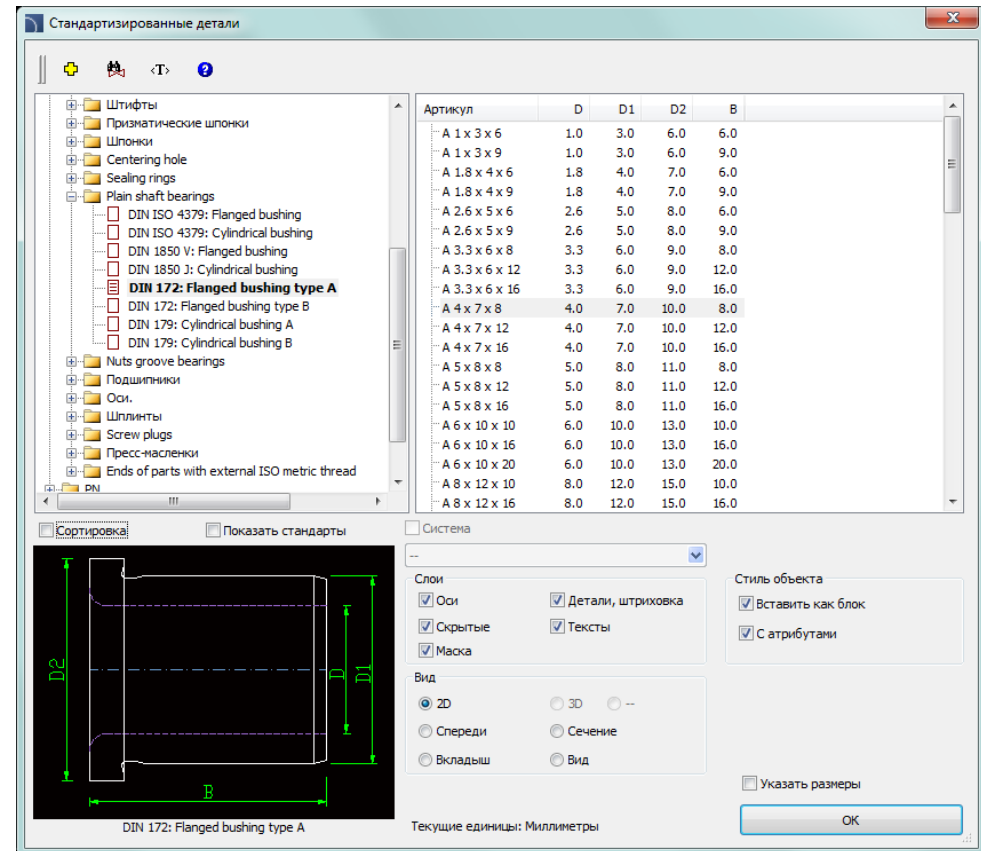 Стандартизированные детали
<T>
Штифты
Призматические шпонки
Шпонки
Centering hole
Sealing rings
Plain shaft bearings
DIN ISO 4379: Flanged bushing
DIN ISO 4379: Cylindrical bushing
DIN 1850 V: Flanged bushing
DIN 1850 J: Cylindrical bushing
DIN 172: Flanged bushing type A
DIN 172: Flanged bushing type B
DIN 179: Cylindrical bushing A
DIN 179: Cylindrical bushing B
Nuts groove bearings
Подшипники
Оси.
Шплинты
Screw plugs
Пресс-масленки
Ends of parts with external ISO metric thread
PN
Артикул D D1 D2 B
A 1 x 3 x 6 1.0 3.0 6.0 6.0
A 1 x 3 x 9 1.0 3.0 6.0 9.0
A 1.8 x 4 x 6 1.8 4.0 7.0 6.0
A 1.8 x 4 x 9 1.8 4.0 7.0 9.0
A 2.6 x 5 x 6 2.6 5.0 8.0 6.0
A 2.6 x 5 x 9 2.6 5.0 8.0 9.0
A 3.3 x 6 x 8 3.3 6.0 9.0 8.0
A 3.3 x 6 x 12 3.3 6.0 9.0 12.0
A 3.3 x 6 x 16 3.3 6.0 9.0 16.0
A 4 x 7 x 8 4.0 7.0 10.0 8.0
A 4 x 7 x 12 4.0 7.0 10.0 12.0
A 4 x 7 x 16 4.0 7.0 10.0 16.0
A 5 x 8 x 8 5.0 8.0 11.0 8.0
A 5 x 8 x 12 5.0 8.0 11.0 12.0
A 5 x 8 x 16 5.0 8.0 11.0 16.0
A 6 x 10 x 10 6.0 10.0 13.0 10.0
A 6 x 10 x 16 6.0 10.0 13.0 16.0
A 6 x 10 x 20 6.0 10.0 13.0 20.0
A 8 x 12 x 10 8.0 12.0 15.0 10.0
A 8 x 12 x 16 8.0 12.0 15.0 16.0
Сортировка Показать стандарты
D2 D D1
B
DIN 172: Flanged bushing type A
Система
--
Слои
Оси Детали, штриховка
Скрытые Тексты
Маска
Стиль объекта
Вставить как блок
С атрибутами
Вид
2D 3D --
Спереди Сечение
Вкладыш Вид
Указать размеры
Текущие единицы: Миллиметры
OK